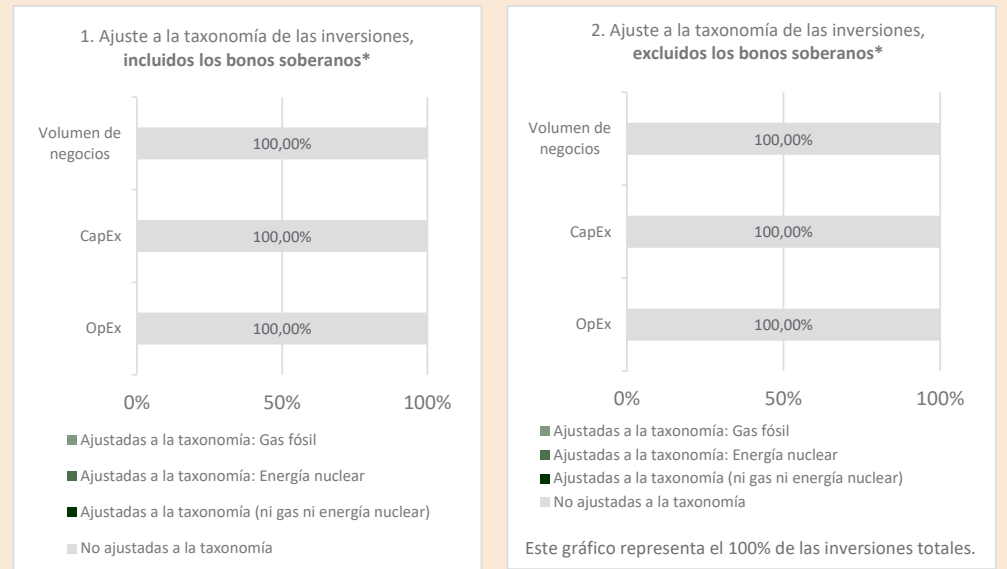 1. Ajuste a la taxonomía de las inversiones,
incluidos los bonos soberanos*
Volumen de
negocios
100,00%
CapEx
100,00%
OpEx
100,00%
0%
50%
100%
Ajustadas a la taxonomía: Gas fósil
Ajustadas a la taxonomía: Energía nuclear
Ajustadas a la taxonomía (ni gas ni energía nuclear)
No ajustadas a la taxonomía
2. Ajuste a la taxonomía de las inversiones,
excluidos los bonos soberanos*
Volumen de
negocios
100,00%
CapEx
100,00%
OpEx
100,00%
0%
50%
100%
Ajustadas a la taxonomía: Gas fósil
Ajustadas a la taxonomía: Energía nuclear
Ajustadas a la taxonomía (ni gas ni energía nuclear)
No ajustadas a la taxonomía
Este gráfico representa el 100% de las inversiones totales.